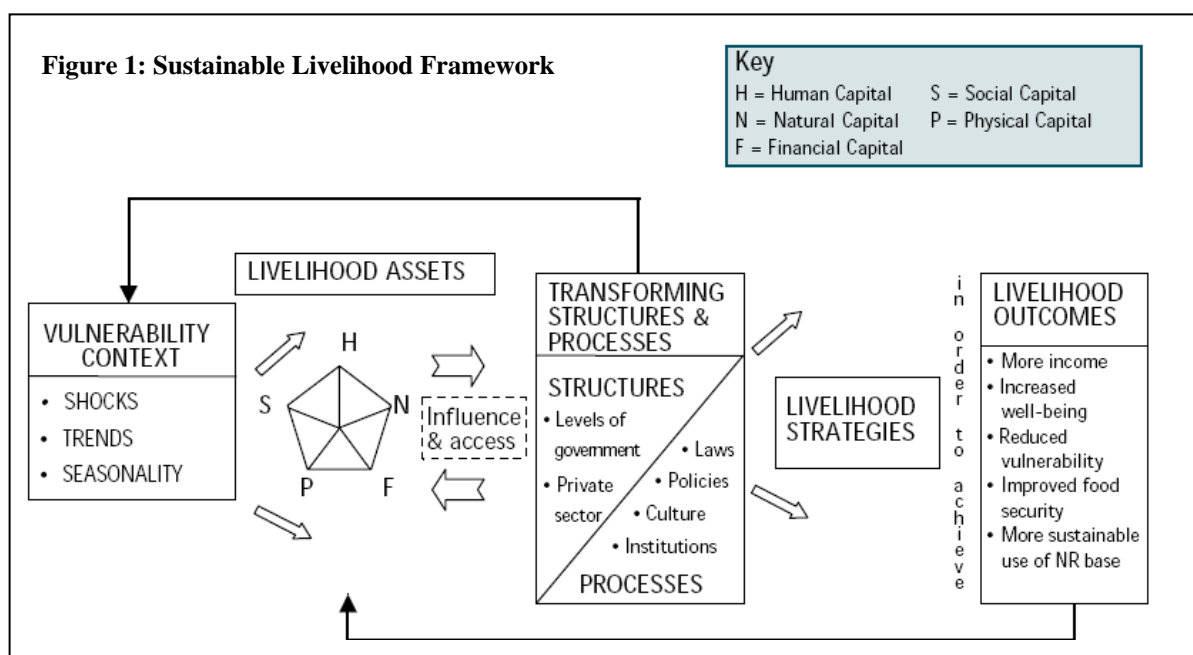 Figure 1: Sustainable Livelihood Framework
Key
H = Human Capital S = Social Capital
N = Natural Capital P = Physical Capital
F = Financial Capital
LIVELIHOOD ASSETS
VULNERABILITY
CONTEXT
• SHOCKS
• TRENDS
• SEASONALITY
H
S
N
P
F
Influence
& access
TRANSFORMING
STRUCTURES &
PROCESSES
STRUCTURES
• Levels of
government
• Private
sector
• Laws
• Policies
• Culture
• Institutions
PROCESSES
LIVELIHOOD
STRATEGIES
in order to achieve
LIVELIHOOD
OUTCOMES
• More income
• Increased
well-being
• Reduced
vulnerability
• Improved food
security
• More sustainable
use of NR base